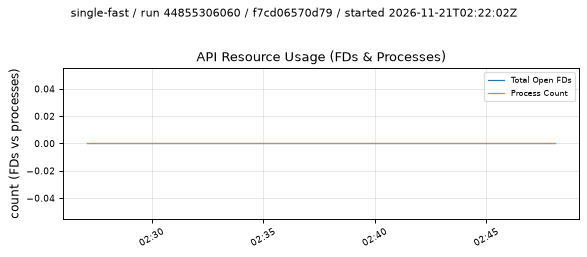 single-fast / run 44855306060 / f7cd06570d79 / started 2026-11-21T02:22:02Z
API Resource Usage (FDs & Processes)
count (FDs vs processes)
0.04
0.02
0.00
−0.02
−0.04
Total Open FDs
Process Count
02:30
02:35
02:40
02:45